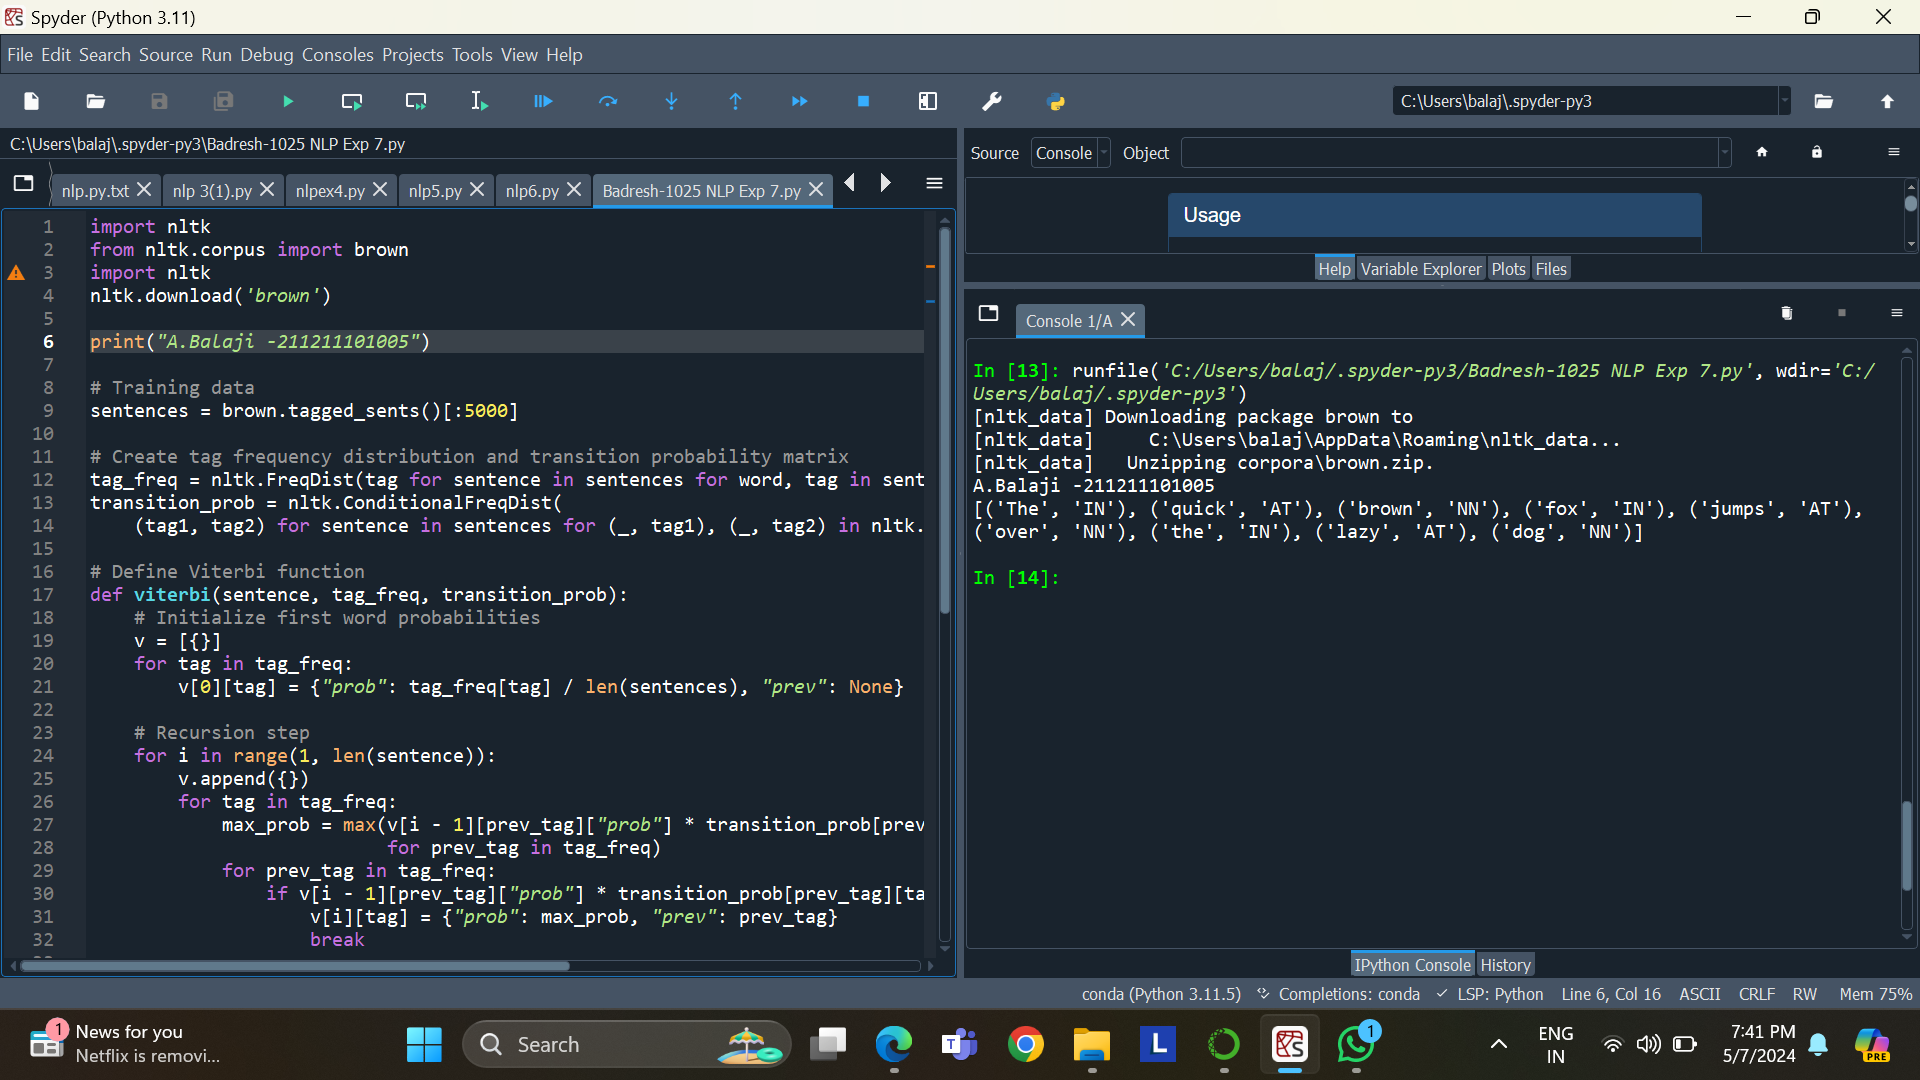 Spyder (Python 3.11)
File Edit Search Source Run Debug Consoles Projects Tools View Help
C:\Users\balaj\.spyder-py3
C:\Users\balaj\.spyder-py3\Badresh-1025 NLP Exp 7.py
nlp.py.txt nlp 3(1).py nlpex4.py nlp5.py nlp6.py Badresh-1025 NLP Exp 7.py
1 import nltk
2 from nltk.corpus import brown
3 import nltk
4 nltk.download('brown')
5
6 print("A.Balaji -211211101005")
7
8 # Training data
9 sentences = brown.tagged_sents()[:5000]
10
11 # Create tag frequency distribution and transition probability matrix
12 tag_freq = nltk.FreqDist(tag for sentence in sentences for word, tag in sent
13 transition_prob = nltk.ConditionalFreqDist(
14 (tag1, tag2) for sentence in sentences for (_, tag1), (_, tag2) in nltk.
15
16 # Define Viterbi function
17 def viterbi(sentence, tag_freq, transition_prob):
18 # Initialize first word probabilities
19 v = [{}]
20 for tag in tag_freq:
21 v[0][tag] = {"prob": tag_freq[tag] / len(sentences), "prev": None}
22
23 # Recursion step
24 for i in range(1, len(sentence)):
25 v.append({})
26 for tag in tag_freq:
27 max_prob = max(v[i - 1][prev_tag]["prob"] * transition_prob[prev
28 for prev_tag in tag_freq)
29 for prev_tag in tag_freq:
30 if v[i - 1][prev_tag]["prob"] * transition_prob[prev_tag][ta
31 v[i][tag] = {"prob": max_prob, "prev": prev_tag}
32 break
Source Console Object
Usage
Help Variable Explorer Plots Files
Console 1/A
In [13]: runfile('C:/Users/balaj/.spyder-py3/Badresh-1025 NLP Exp 7.py', wdir='C:/
Users/balaj/.spyder-py3')
[nltk_data] Downloading package brown to
[nltk_data] C:\Users\balaj\AppData\Roaming\nltk_data...
[nltk_data] Unzipping corpora\brown.zip.
A.Balaji -211211101005
[('The', 'IN'), ('quick', 'AT'), ('brown', 'NN'), ('fox', 'IN'), ('jumps', 'AT'),
('over', 'NN'), ('the', 'IN'), ('lazy', 'AT'), ('dog', 'NN')]
In [14]:
IPython Console History
conda (Python 3.11.5) Completions: conda LSP: Python Line 6, Col 16 ASCII CRLF RW Mem 75%
1
News for you
Netflix is removi...
Search
T
L
1
ENG
IN
7:41 PM
5/7/2024
PRE